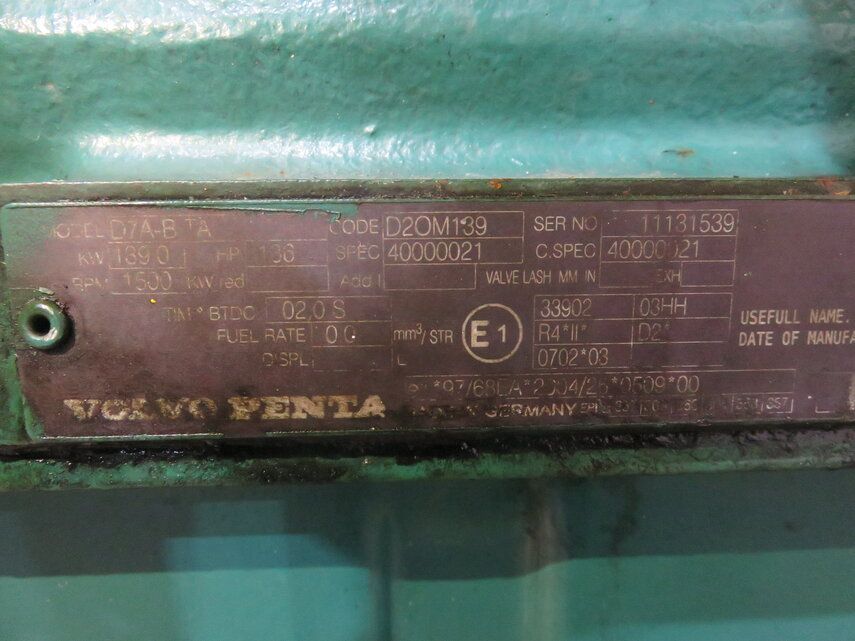 MODEL D7A-B TA CODE D2OM139 SER NO 11131539
KW 139 0 HP SPEC 40000021 C.SPEC 40000021
RPM 1500 KW red Add I VALVE LASH MM IN EXH
TIM° BTDC 02,0 S 33902 03HH
FUEL RATE 0 0 mm³/STR E1 R4*II* D2* USEFULL NAME.
DISPL L 0702*03 DATE OF MANUFA
*97/68EA*2004/26*0509*00
VOLVO PENTA GERMANY